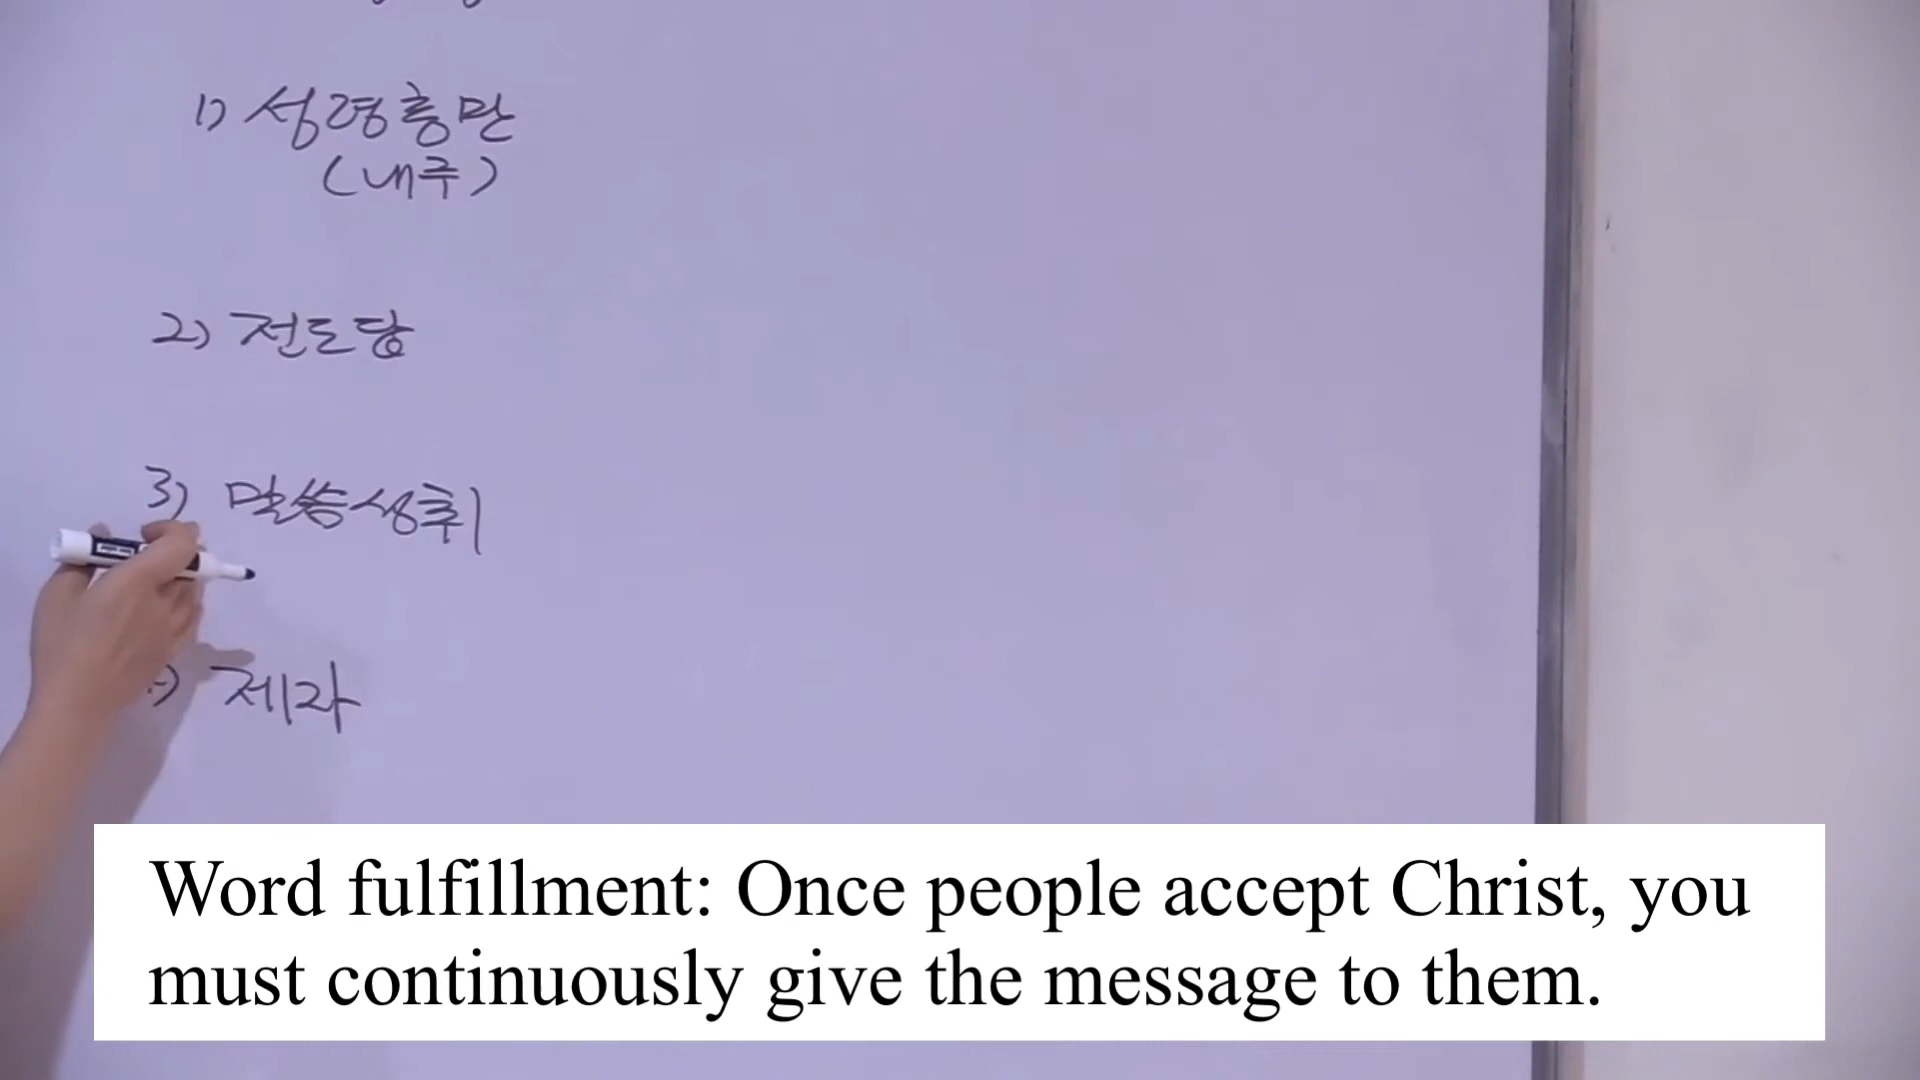 1) 성령충만
(내주)
2) 전도당
3) 말씀성취
) 제자
Word fulfillment: Once people accept Christ, you
must continuously give the message to them.